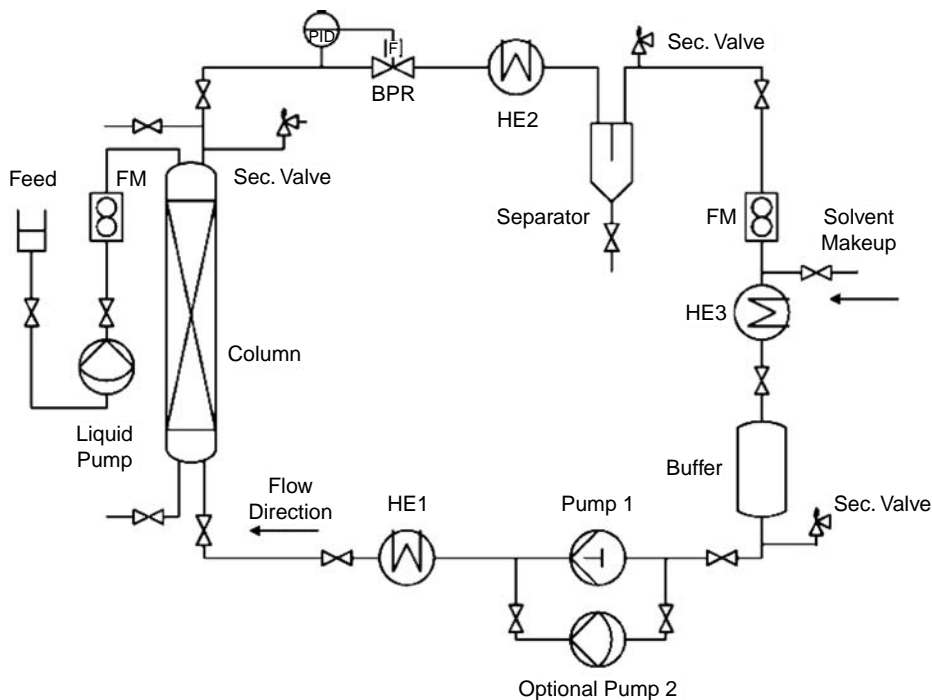 PID
[F]
BPR
HE2
Sec. Valve
Feed
FM
Sec. Valve
Separator
FM
Solvent
Makeup
HE3
Column
Liquid
Pump
Buffer
Flow
Direction
HE1
Pump 1
Sec. Valve
Optional Pump 2